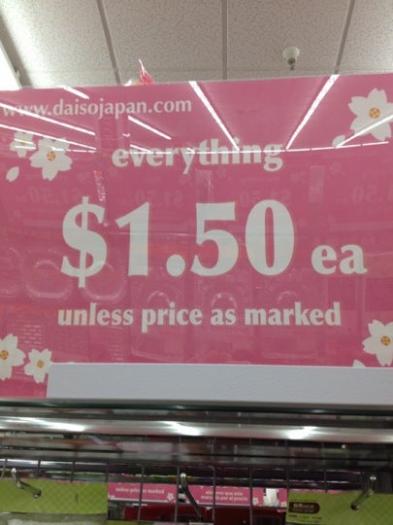 www.daisojapan.com
everything
$1.50 ea
unless price as marked